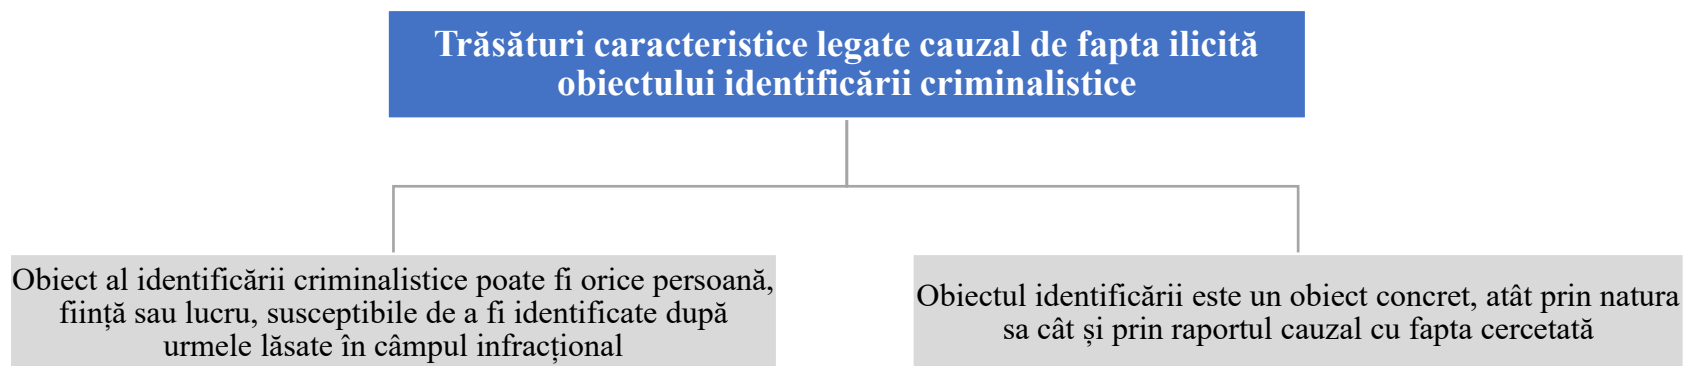 Trăsături caracteristice legate cauzal de fapta ilicită
obiectului identificării criminalistice
Obiect al identificării criminalistice poate fi orice persoană,
ființă sau lucru, susceptibile de a fi identificate după
urmele lăsate în câmpul infracțional
Obiectul identificării este un obiect concret, atât prin natura
sa cât și prin raportul cauzal cu fapta cercetată